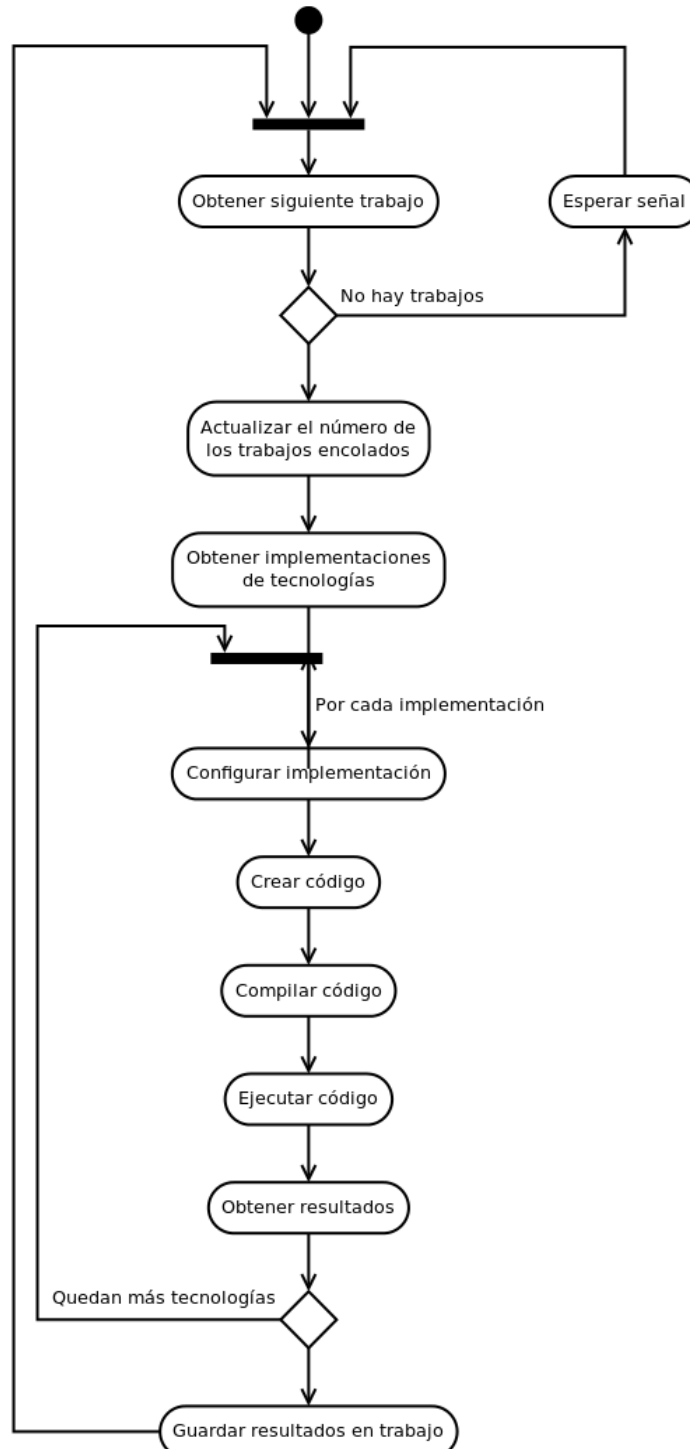 Obtener siguiente trabajo
Esperar señal
No hay trabajos
Actualizar el número de
los trabajos encolados
Obtener implementaciones
de tecnologías
Por cada implementación
Configurar implementación
Crear código
Compilar código
Ejecutar código
Obtener resultados
Quedan más tecnologías
Guardar resultados en trabajo